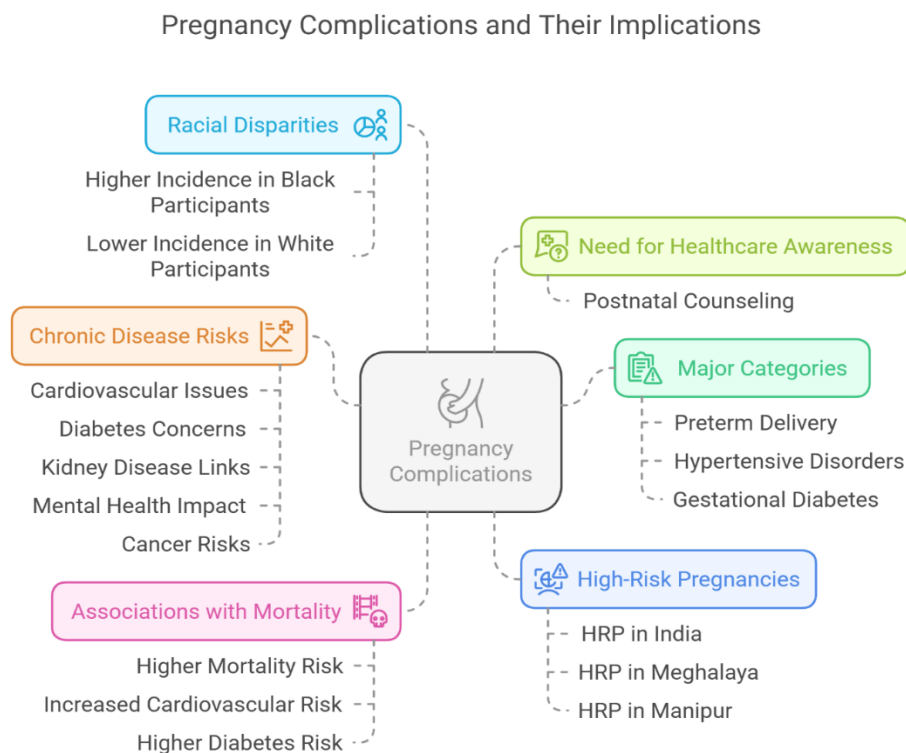 Pregnancy Complications and Their Implications
Racial Disparities
Higher Incidence in Black
Participants
Lower Incidence in White
Participants
Chronic Disease Risks
Cardiovascular Issues
Diabetes Concerns
Kidney Disease Links
Mental Health Impact
Cancer Risks
Associations with Mortality
Higher Mortality Risk
Increased Cardiovascular Risk
Higher Diabetes Risk
Pregnancy
Complications
Need for Healthcare Awareness
Postnatal Counseling
Major Categories
Preterm Delivery
Hypertensive Disorders
Gestational Diabetes
High-Risk Pregnancies
HRP in India
HRP in Meghalaya
HRP in Manipur